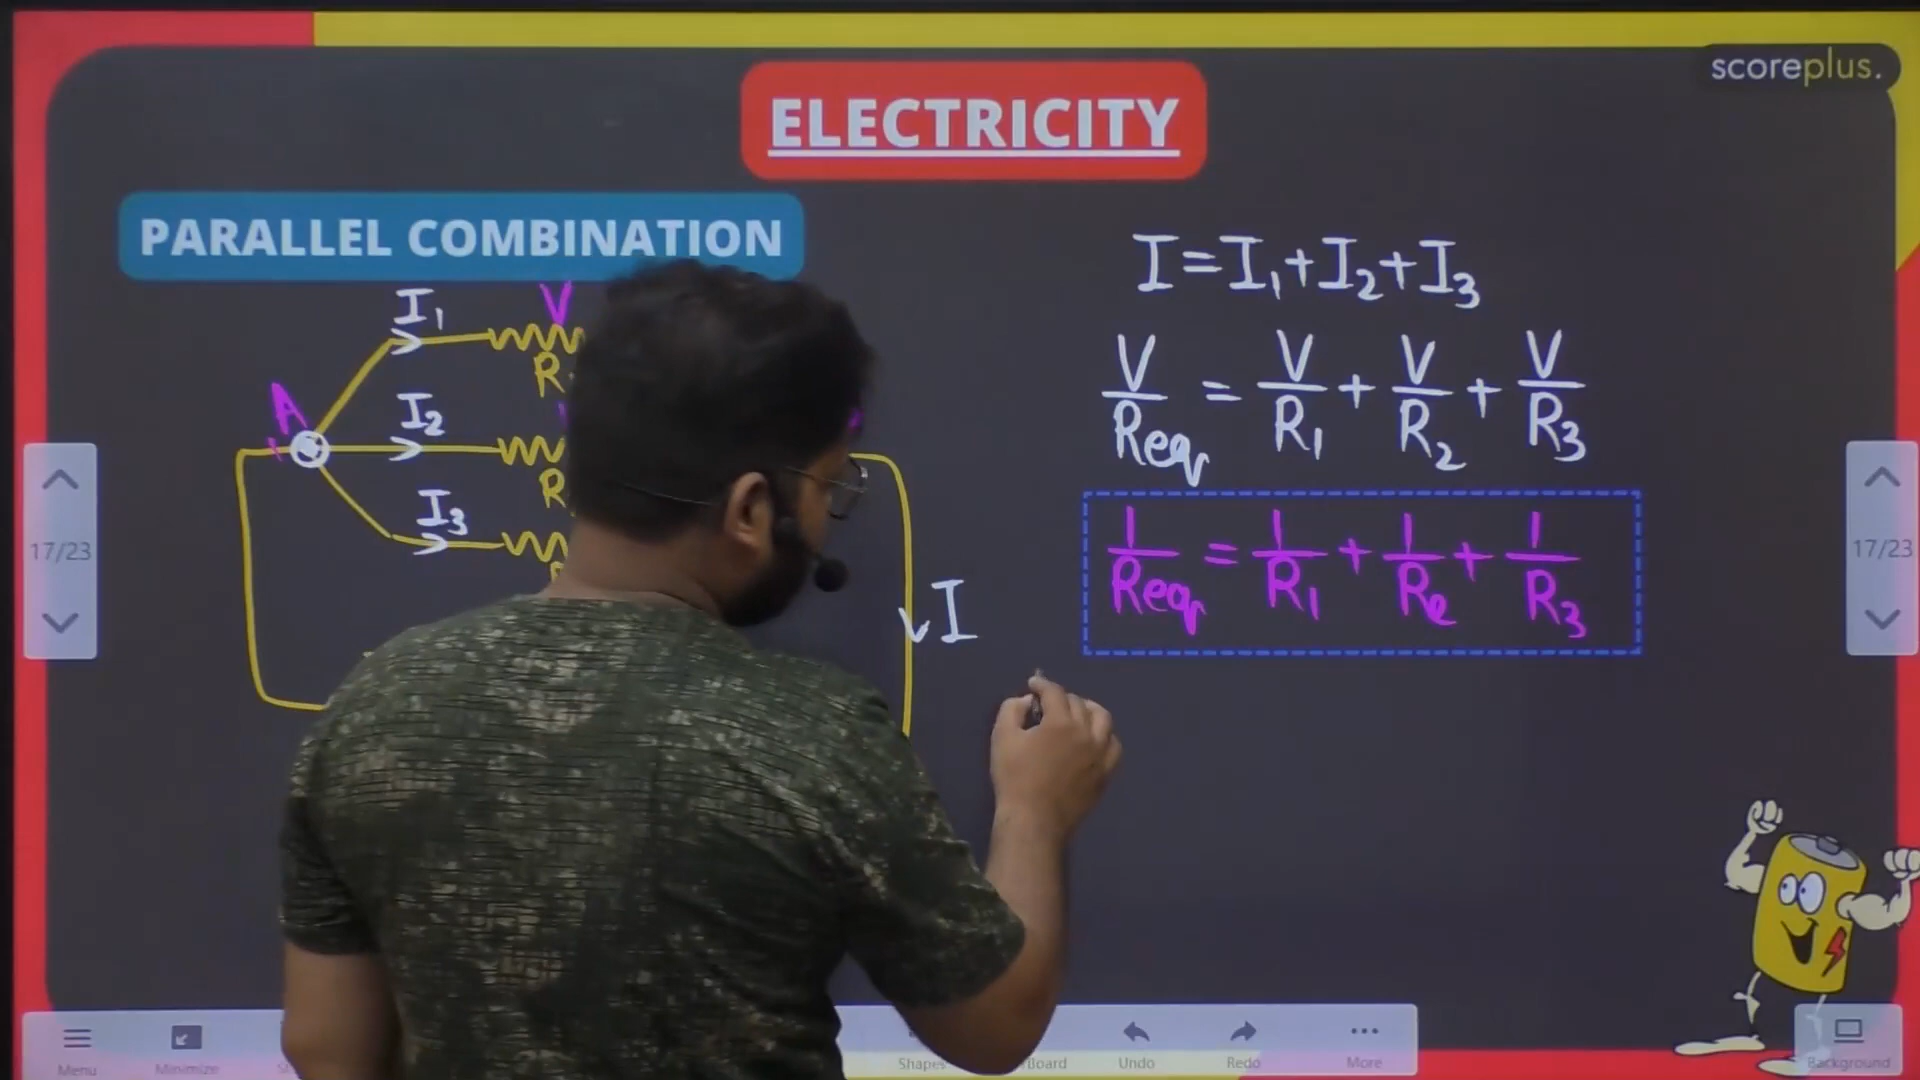 scoreplus.
ELECTRICITY
PARALLEL COMBINATION
I₁
V
R
A
I₂
R
I₃
I
I=I₁+I₂+I₃
V/Req = V/R₁ + V/R₂ + V/R₃
1/Req = 1/R₁ + 1/R₂ + 1/R₃
17/23
17/23
Menu
Minimize
Shapes
Board
Undo
Redo
More
Background